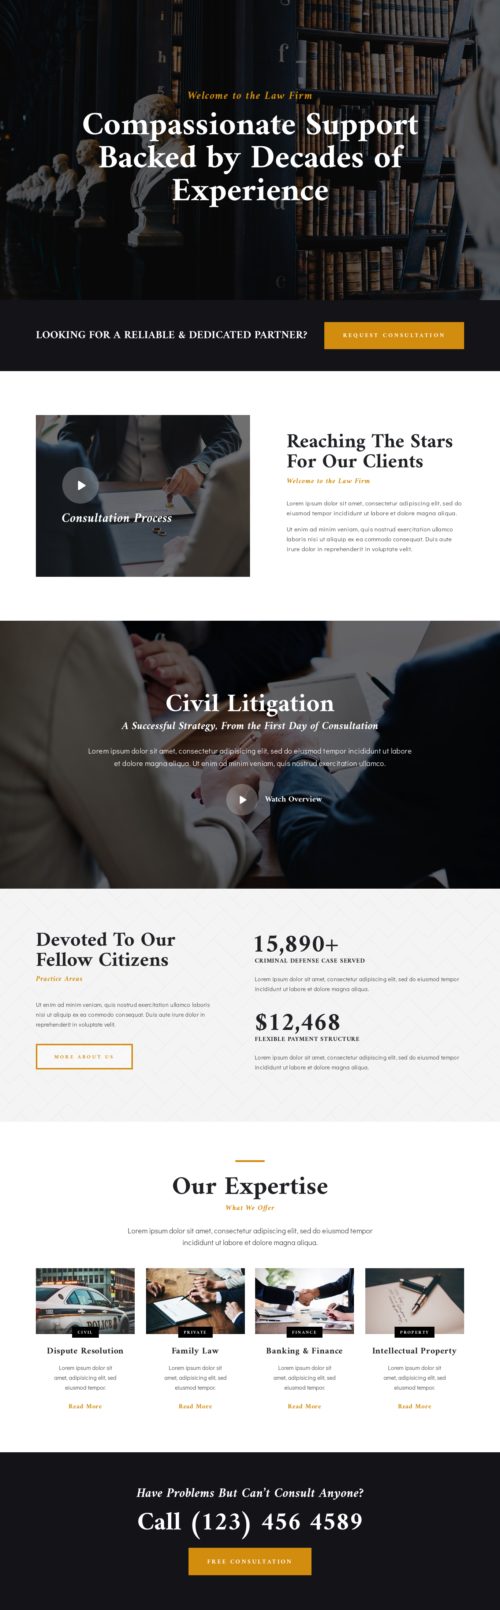 Welcome to the Law Firm
Compassionate Support
Backed by Decades of
Experience
LOOKING FOR A RELIABLE & DEDICATED PARTNER?
REQUEST CONSULTATION
Consultation Process
Reaching The Stars
For Our Clients
Welcome to the Law Firm
Lorem ipsum dolor sit amet, consectetur adipiscing elit, sed do
eiusmod tempor incididunt ut labore et dolore magna aliqua.
Ut enim ad minim veniam, quis nostrud exercitation ullamco
laboris nisi ut aliquip ex ea commodo consequat. Duis aute
irure dolor in reprehenderit in voluptate velit.
Civil Litigation
A Successful Strategy, From the First Day of Consultation
Lorem ipsum dolor sit amet, consectetur adipisicing elit, sed do eiusmod tempor incididunt ut labore
et dolore magna aliqua. Ut enim ad minim veniam, quis nostrud exercitation ullamco.
Watch Overview
Devoted To Our
Fellow Citizens
Practice Areas
Ut enim ad minim veniam, quis nostrud exercitation ullamco laboris
nisi ut aliquip ex ea commodo consequat. Duis aute irure dolor in
reprehenderit in voluptate velit.
MORE ABOUT US
15,890+
CRIMINAL DEFENSE CASE SERVED
Lorem ipsum dolor sit amet, consectetur adipiscing elit, sed do eiusmod tempor
incididunt ut labore et dolore magna aliqua.
$12,468
FLEXIBLE PAYMENT STRUCTURE
Lorem ipsum dolor sit amet, consectetur adipiscing elit, sed do eiusmod tempor
incididunt ut labore et dolore magna aliqua.
Our Expertise
What We Offer
Lorem ipsum dolor sit amet, consectetur adipisicing elit, sed do eiusmod tempor
incididunt ut labore et dolore magna aliqua.
POLICE
CIVIL
Dispute Resolution
Lorem ipsum dolor sit
amet, adipisicing elit, sed
eiusmod tempor.
Read More
PRIVATE
Family Law
Lorem ipsum dolor sit
amet, adipisicing elit, sed
eiusmod tempor.
Read More
FINANCE
Banking & Finance
Lorem ipsum dolor sit
amet, adipisicing elit, sed
eiusmod tempor.
Read More
PROPERTY
Intellectual Property
Lorem ipsum dolor sit
amet, adipisicing elit, sed
eiusmod tempor.
Read More
Have Problems But Can't Consult Anyone?
Call (123) 456 4589
FREE CONSULTATION